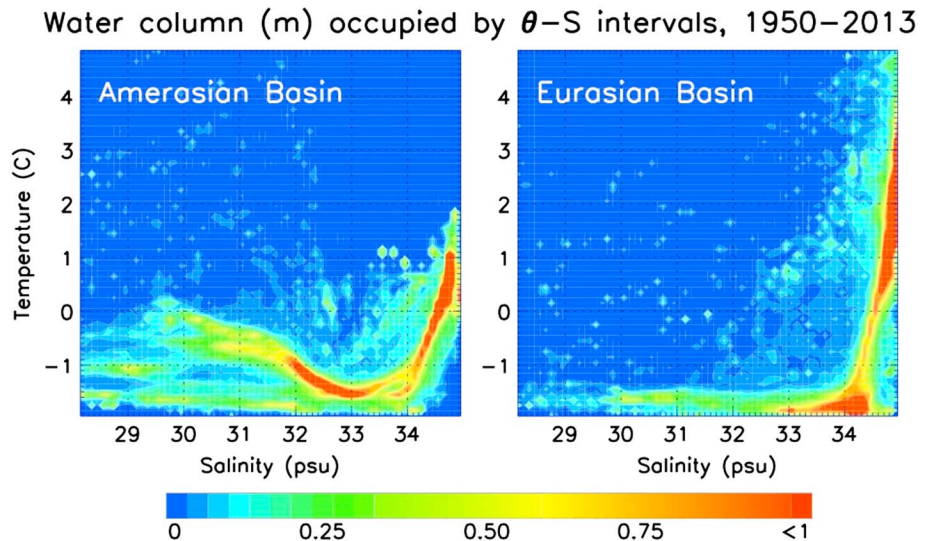 Water column (m) occupied by θ-S intervals, 1950-2013
Amerasian Basin
Eurasian Basin
Temperature (C)
4
3
2
1
0
-1
4
3
2
1
0
-1
29 30 31 32 33 34
29 30 31 32 33 34
Salinity (psu)
Salinity (psu)
0 0.25 0.50 0.75 <1